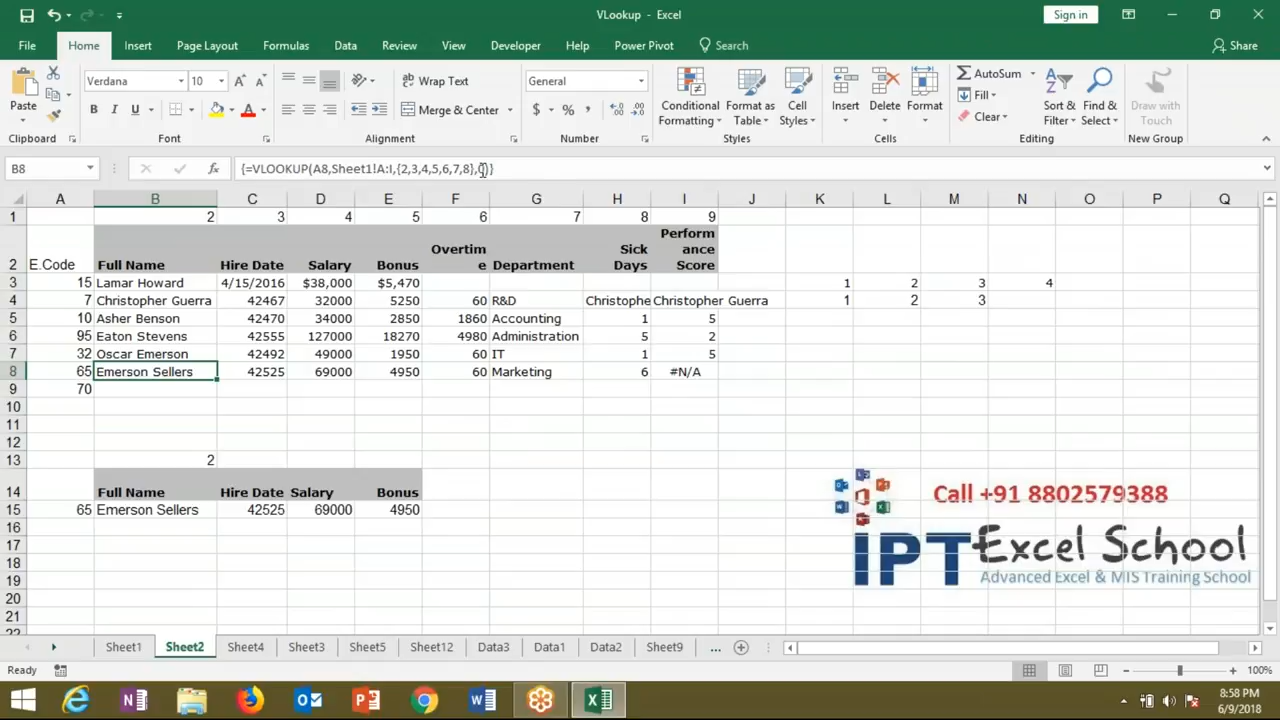 VLookup - Excel
Sign in
File Home Insert Page Layout Formulas Data Review View Developer Help Power Pivot Search Share
Paste
Verdana 10
B I U
Wrap Text
Merge & Center
General
$ %
Conditional Formatting
Format as Table
Cell Styles
Insert Delete Format
AutoSum
Fill
Clear
Sort & Filter
Find & Select
Draw with Touch
Clipboard Font Alignment Number Styles Cells Editing New Group
B8 fx {=VLOOKUP(A8,Sheet1!A:I,{2,3,4,5,6,7,8},0)}
A B C D E F G H I J K L M N O P Q
1 2 3 4 5 6 7 8 9
2 E.Code Full Name Hire Date Salary Bonus Overtime Department Sick Days Performance Score
3 15 Lamar Howard 4/15/2016 $38,000 $5,470 1 2 3 4
4 7 Christopher Guerra 42467 32000 5250 60 R&D Christophe Christopher Guerra 1 2 3
5 10 Asher Benson 42470 34000 2850 1860 Accounting 1 5
6 95 Eaton Stevens 42555 127000 18270 4980 Administration 5 2
7 32 Oscar Emerson 42492 49000 1950 60 IT 1 5
8 65 Emerson Sellers 42525 69000 4950 60 Marketing 6 #N/A
9 70
10
11
12
13 2
14 Full Name Hire Date Salary Bonus
15 65 Emerson Sellers 42525 69000 4950
16
17
18
19
20
21
22
Call +91 8802579388
IPT Excel School
Advanced Excel & MIS Training School
Sheet1 Sheet2 Sheet4 Sheet3 Sheet5 Sheet12 Data3 Data1 Data2 Sheet9 ...
Ready 100%
8:58 PM
6/9/2018